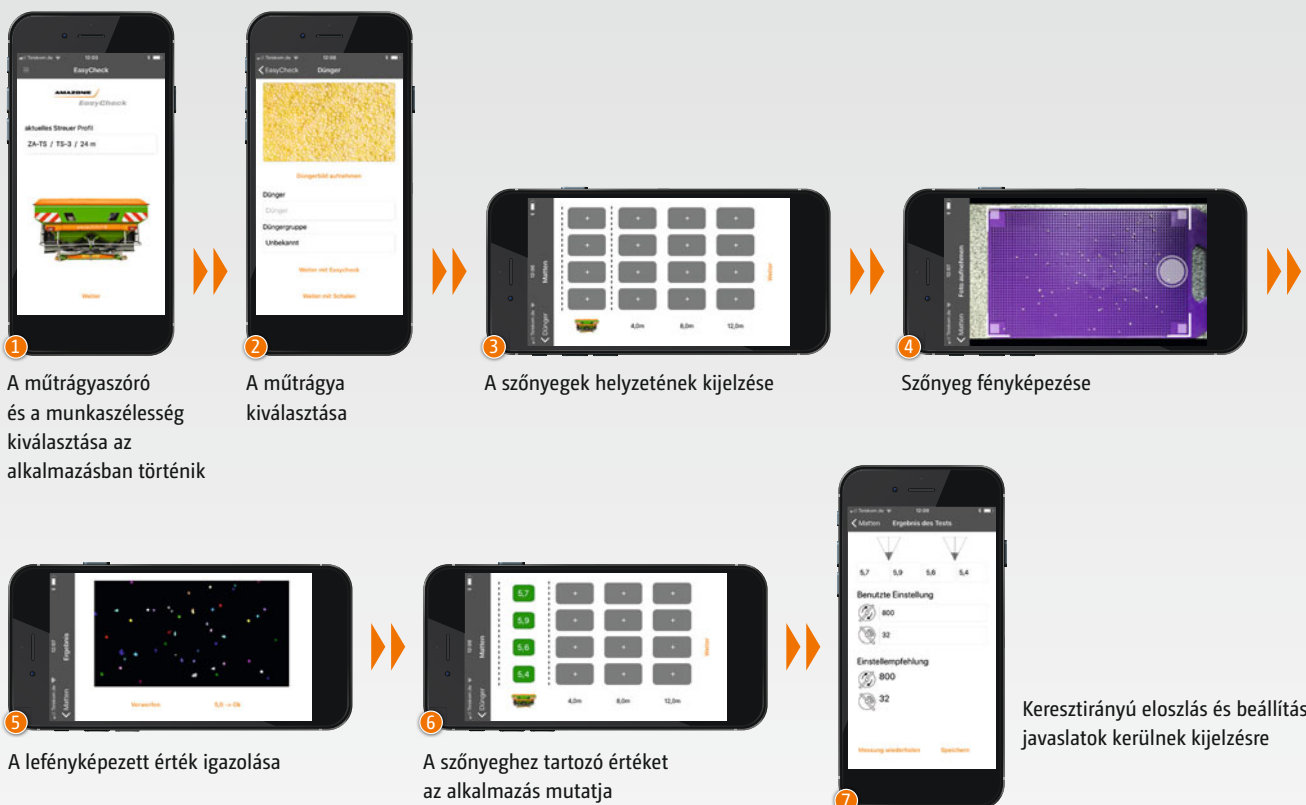 Telekom.de 12:03
EasyCheck
AMAZONE
EasyCheck
aktuelles Streuer Profil
ZA-TS / TS-3 / 24 m
Weiter
1
A műtrágyaszóró
és a munkaszélesség
kiválasztása az
alkalmazásban történik
EasyCheck Dünger
Düngerbild aufnehmen
Dünger
Dünger
Düngergruppe
Unbekannt
Weiter mit Easycheck
Weiter mit Schalen
2
A műtrágya
kiválasztása
Dünger Matten
+ + + +
+ + + +
+ + + +
+ + + +
4,0m 8,0m 12,0m
Weiter
3
A szőnyegek helyzetének kijelzése
Matten Foto aufnehmen
4
Szőnyeg fényképezése
Matten Ergebnis
Verwerfen
5
A lefényképezett érték igazolása
Dünger Matten
5,7 + + +
5,9 + + +
5,6 + + +
5,4 + + +
4,0m 8,0m 12,0m
Weiter
6
A szőnyeghez tartozó értéket
az alkalmazás mutatja
Matten Ergebnis des Tests
5,7 5,9 5,6 5,4
Benutzte Einstellung
800
32
Einstellempfehlung
800
32
Messung wiederholen Speichern
7
Keresztirányú eloszlás és beállítás
javaslatok kerülnek kijelzésre